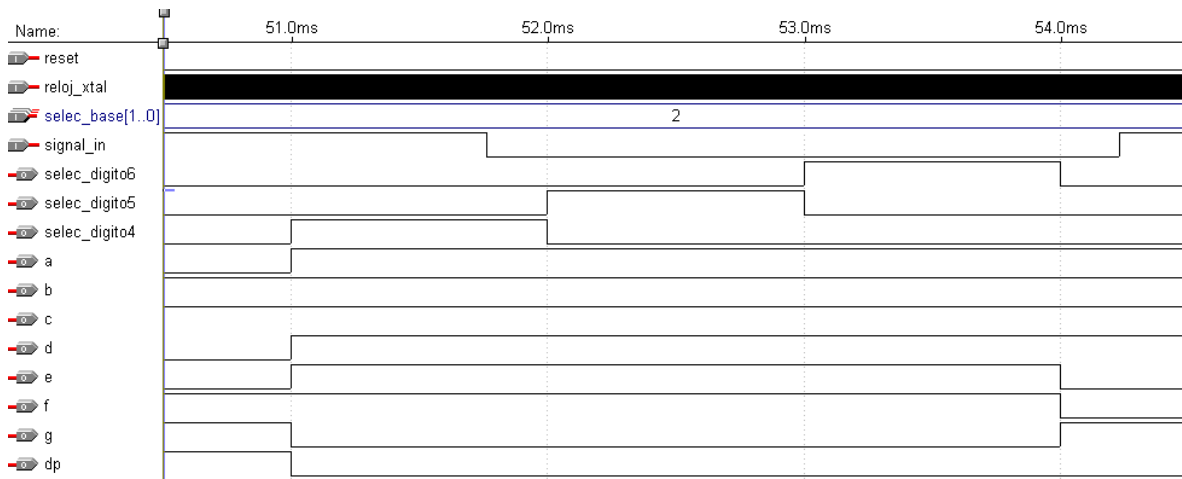 Name: 51.0ms 52.0ms 53.0ms 54.0ms
reset
reloj_xtal
selec_base[1..0] 2
signal_in
selec_digito6
selec_digito5
selec_digito4
a
b
c
d
e
f
g
dp